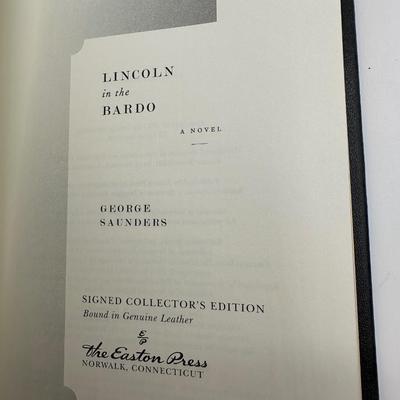 LINCOLN
in the
BARDO
A NOVEL
GEORGE
SAUNDERS
SIGNED COLLECTOR'S EDITION
Bound in Genuine Leather
E
P
the Easton Press
NORWALK, CONNECTICUT